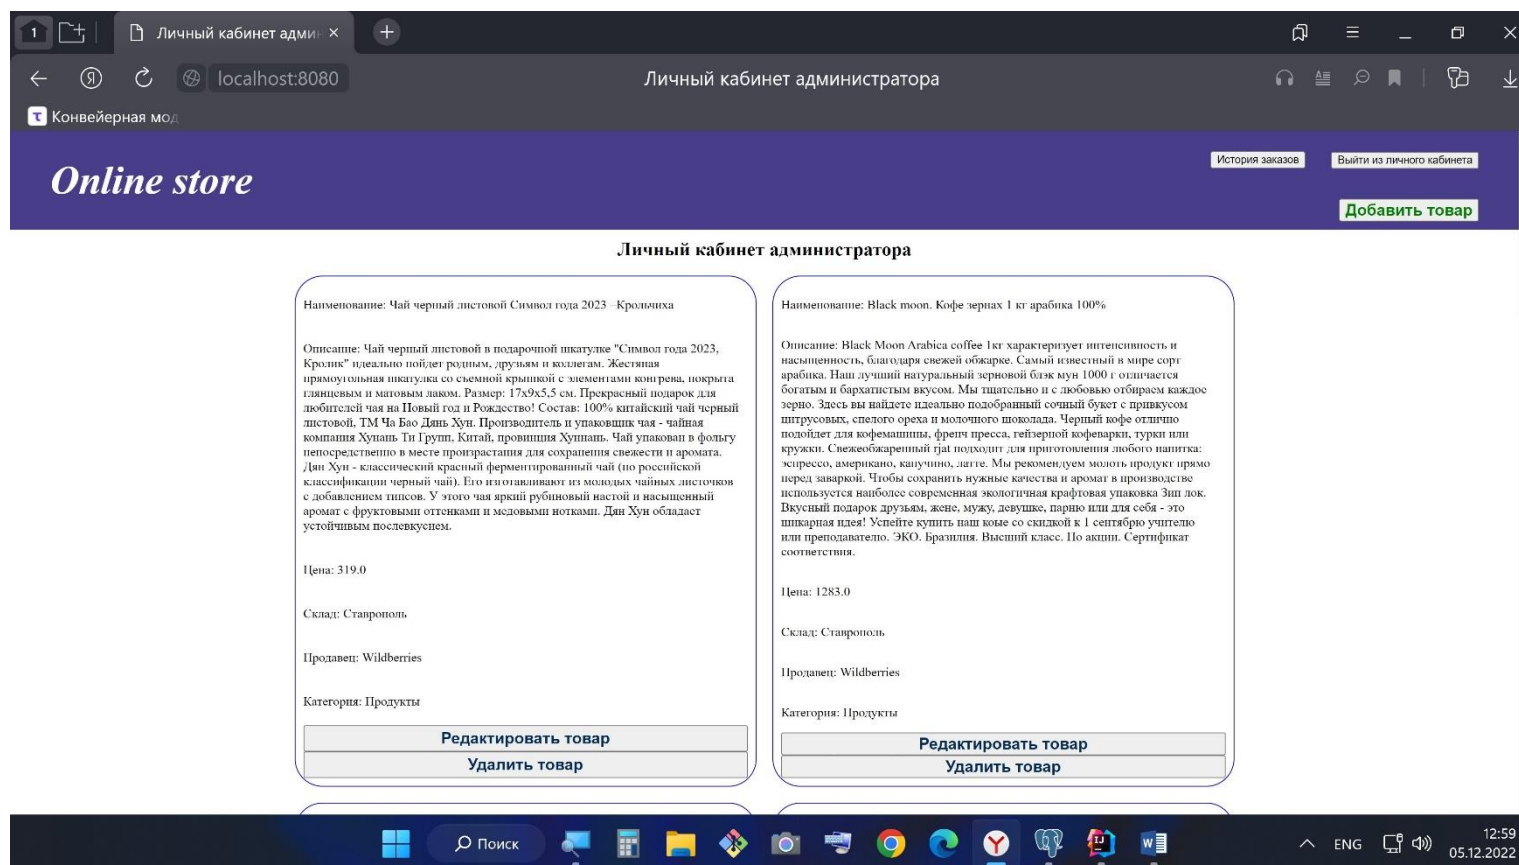 1
Личный кабинет адми
localhost:8080
Личный кабинет администратора
Конвейерная мод
Online store
История заказов
Выйти из личного кабинета
Добавить товар
Личный кабинет администратора
Наименование: Чай черный листовой Символ года 2023 –Крольчиха
Описание: Чай черный листовой в подарочной шкатулке "Символ года 2023,
Кролик" идеально пойдет родным, друзьям и коллегам. Жестяная
прямоугольная шкатулка со съемной крышкой с элементами конгрева, покрыта
глянцевым и матовым лаком. Размер: 17х9х5,5 см. Прекрасный подарок для
любителей чая на Новый год и Рождество! Состав: 100% китайский чай черный
листовой, ТМ Ча Бао Дянь Хун. Производитель и упаковщик чая - чайная
компания Хунань Ти Групп, Китай, провинция Хуннань. Чай упакован в фольгу
непосредственно в месте произрастания для сохранения свежести и аромата.
Дян Хун - классический красный ферментированный чай (по российской
классификации черный чай). Его изготавливают из молодых чайных листочков
с добавлением типсов. У этого чая яркий рубиновый настой и насыщенный
аромат с фруктовыми оттенками и медовыми нотками. Дян Хун обладает
устойчивым послевкусием.
Цена: 319.0
Склад: Ставрополь
Продавец: Wildberries
Категория: Продукты
Редактировать товар
Удалить товар
Наименование: Black moon. Кофе зернах 1 кг арабика 100%
Описание: Black Moon Arabica coffee 1кг характеризует интенсивность и
насыщенность, благодаря свежей обжарке. Самый известный в мире сорт
арабика. Наш лучший натуральный зерновой блэк мун 1000 г отличается
богатым и бархатистым вкусом. Мы тщательно и с любовью отбираем каждое
зерно. Здесь вы найдете идеально подобранный сочный букет с привкусом
цитрусовых, спелого ореха и молочного шоколада. Черный кофе отлично
подойдет для кофемашины, френч пресса, гейзерной кофеварки, турки или
кружки. Свежеобжаренный rjat подходит для приготовления любого напитка:
эспрессо, американо, капучино, латте. Мы рекомендуем молоть продукт прямо
перед заваркой. Чтобы сохранить нужные качества и аромат в производстве
используется наиболее современная экологичная крафтовая упаковка Зип лок.
Вкусный подарок друзьям, жене, мужу, девушке, парню или для себя - это
шикарная идея! Успейте купить наш кофе со скидкой к 1 сентябрю учителю
или преподавателю. ЭКО. Бразилия. Высший класс. По акции. Сертификат
соответствия.
Цена: 1283.0
Склад: Ставрополь
Продавец: Wildberries
Категория: Продукты
Редактировать товар
Удалить товар
Поиск
ENG
12:59
05.12.2022